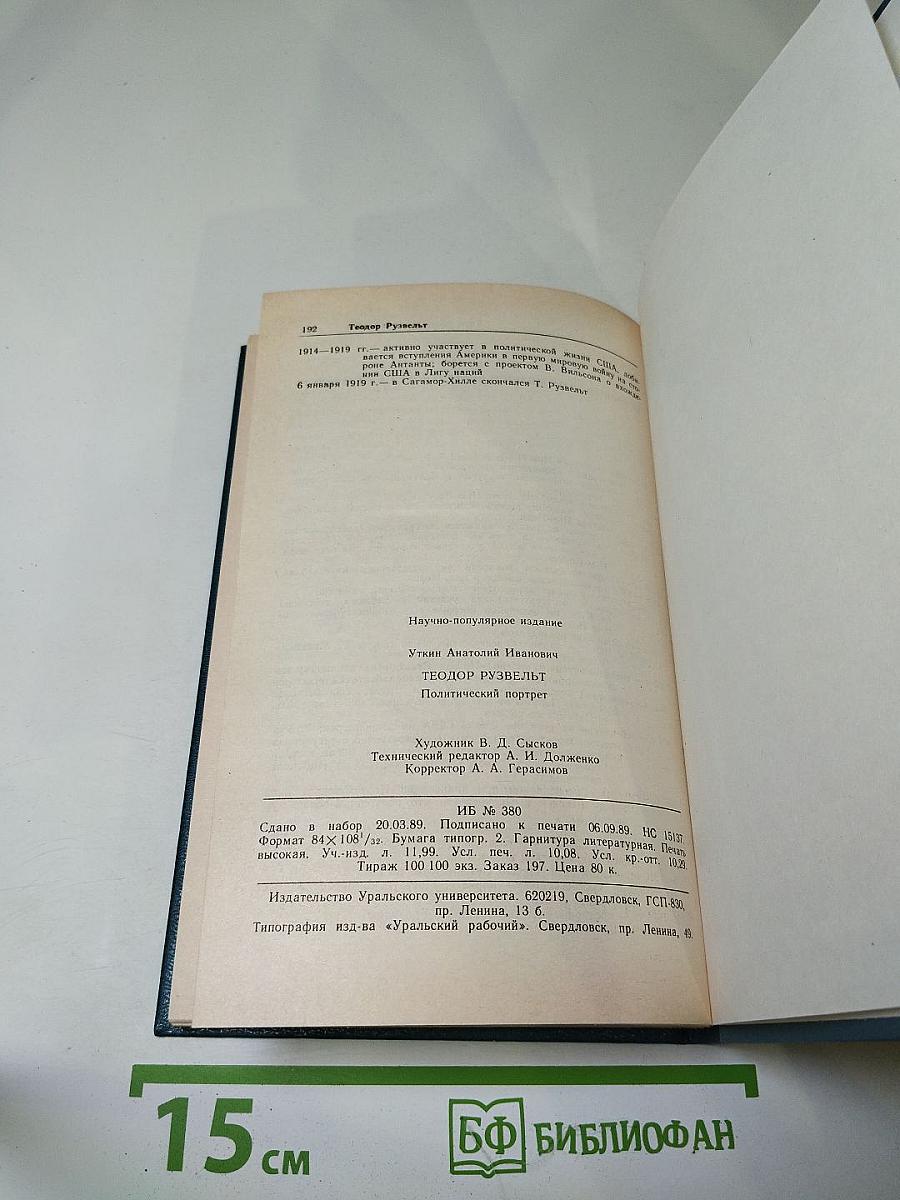 192 Теодор Рузвельт
1914—1919 гг.— активно участвует в политической жизни США, доби-
вается вступления Америки в первую мировую войну на сто-
роне Антанты; борется с проектом В. Вильсона о вхожде-
нии США в Лигу наций
6 января 1919 г.— в Сагамор-Хилле скончался Т. Рузвельт
Научно-популярное издание
Уткин Анатолий Иванович
ТЕОДОР РУЗВЕЛЬТ
Политический портрет
Художник В. Д. Сысков
Технический редактор А. И. Долженко
Корректор А. А. Герасимов
ИБ № 380
Сдано в набор 20.03.89. Подписано к печати 06.09.89. НС 15137.
Формат 84×108¹/₃₂. Бумага типогр. 2. Гарнитура литературная. Печать
высокая. Уч.-изд. л. 11,99. Усл. печ. л. 10,08. Усл. кр.-отт. 10,29.
Тираж 100 100 экз. Заказ 197. Цена 80 к.
Издательство Уральского университета. 620219, Свердловск, ГСП-830,
пр. Ленина, 13 б.
Типография изд-ва «Уральский рабочий». Свердловск, пр. Ленина, 49.
15 см
БФ БИБЛИОФАН